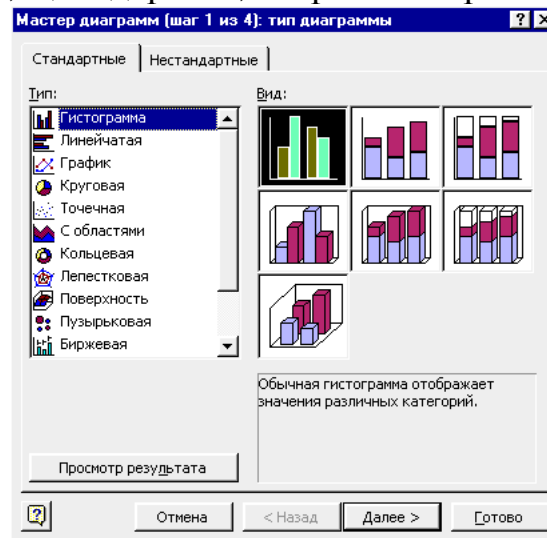 Мастер диаграмм (шаг 1 из 4): тип диаграммы
Стандартные
Нестандартные
Тип:
Гистограмма
Линейчатая
График
Круговая
Точечная
С областями
Кольцевая
Лепестковая
Поверхность
Пузырьковая
Биржевая
Вид:
Обычная гистограмма отображает
значения различных категорий.
Просмотр результата
Отмена
< Назад
Далее >
Готово